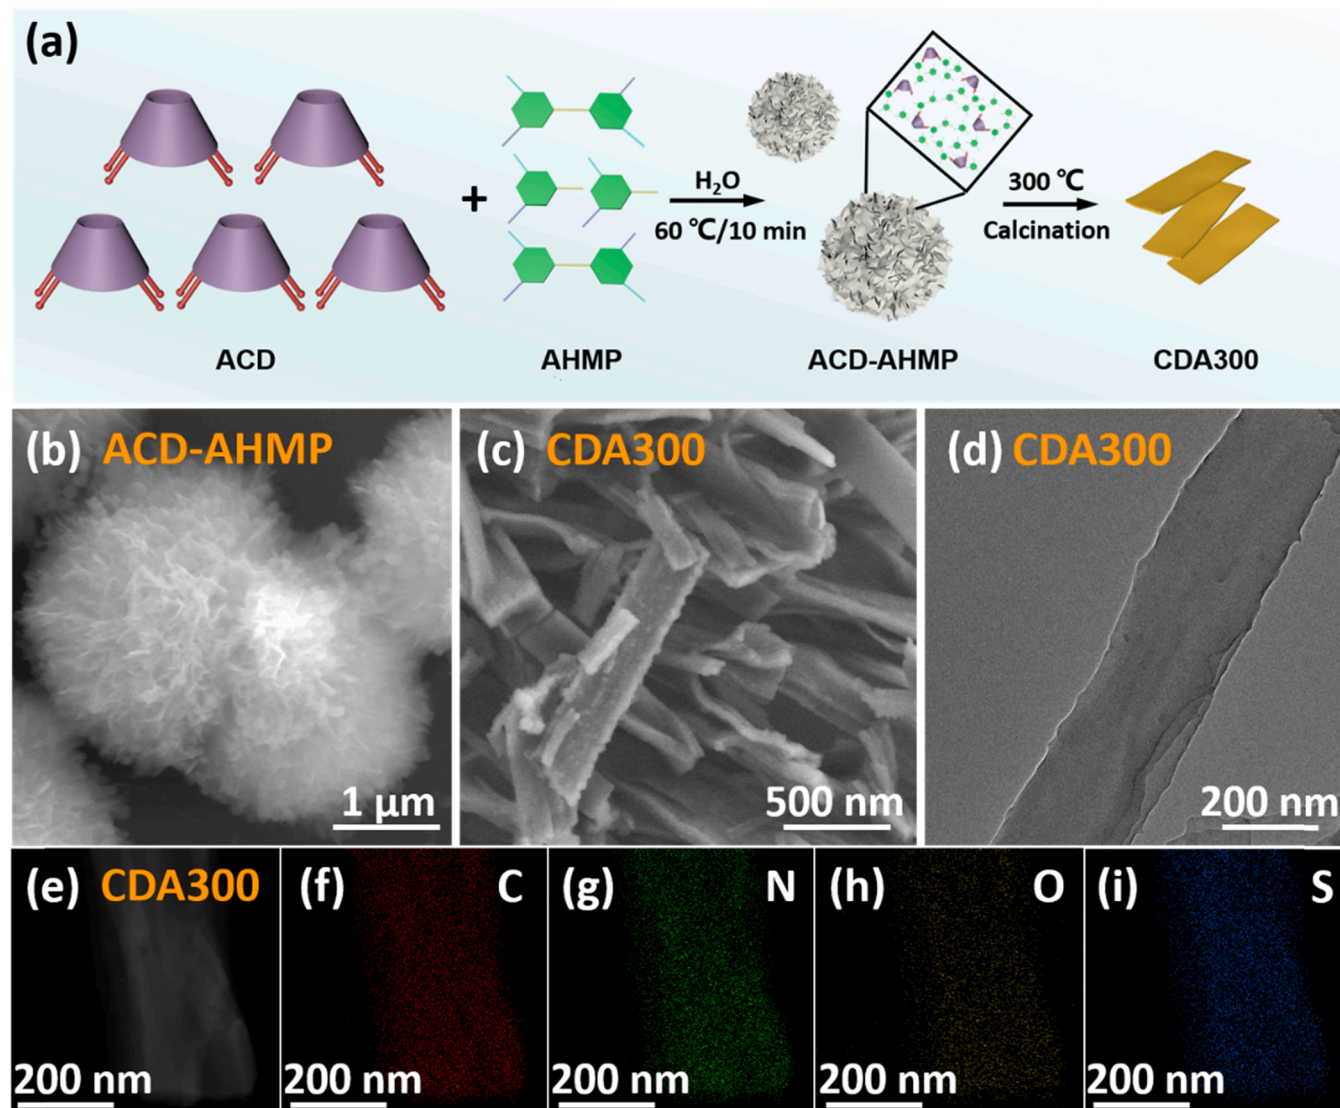 (a)
+
H₂O
60 ℃/10 min
300 ℃
Calcination
ACD
AHMP
ACD-AHMP
CDA300
(b) ACD-AHMP
1 μm
(c) CDA300
500 nm
(d) CDA300
200 nm
(e) CDA300
200 nm
(f) C
200 nm
(g) N
200 nm
(h) O
200 nm
(i) S
200 nm